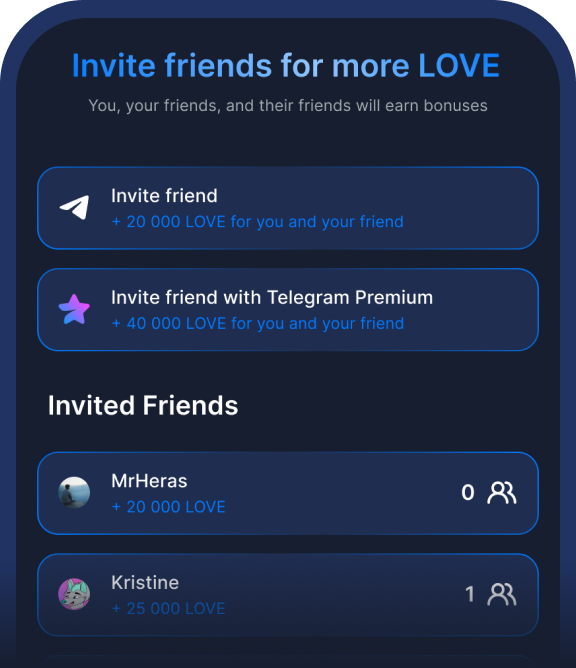 Invite friends for more LOVE
You, your friends, and their friends will earn bonuses
Invite friend
+ 20 000 LOVE for you and your friend
Invite friend with Telegram Premium
+ 40 000 LOVE for you and your friend
Invited Friends
MrHeras
+ 20 000 LOVE
0
Kristine
+ 25 000 LOVE
1